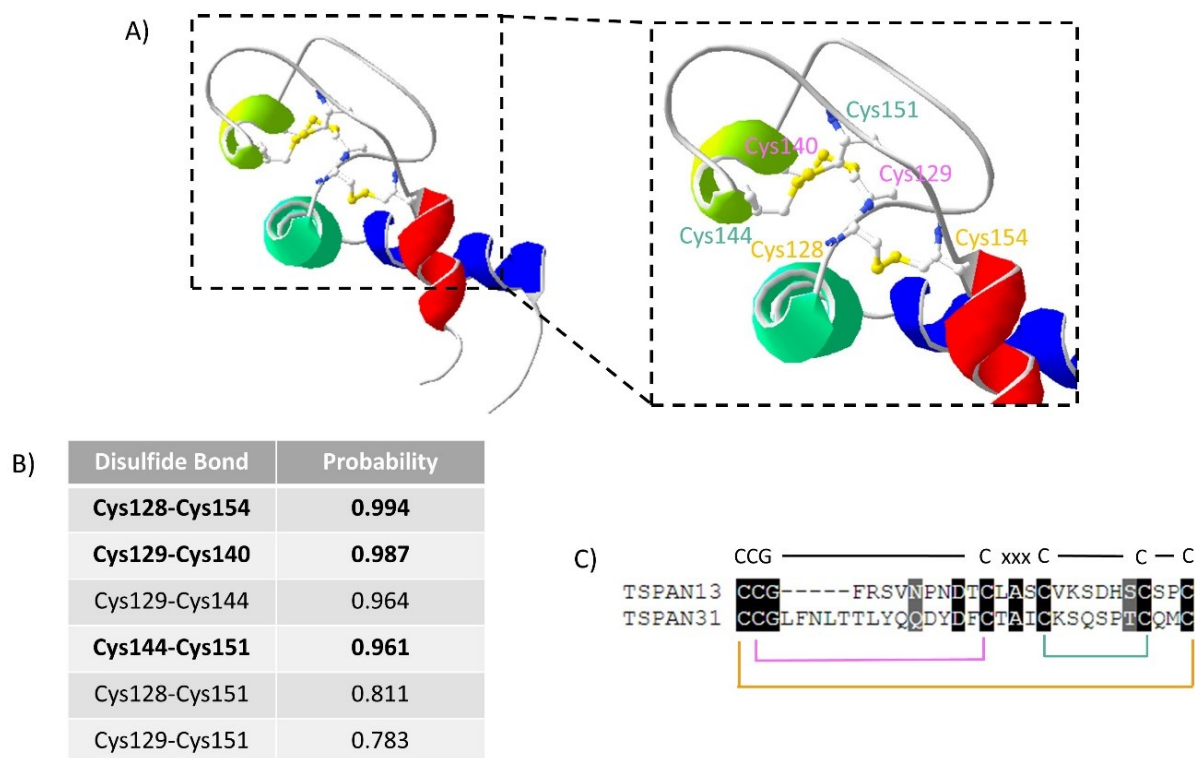 A)
Cys151
Cys140
Cys129
Cys144
Cys128
Cys154
B)
Disulfide Bond Probability
Cys128-Cys154 0.994
Cys129-Cys140 0.987
Cys129-Cys144 0.964
Cys144-Cys151 0.961
Cys128-Cys151 0.811
Cys129-Cys151 0.783
C)
CCG C xxx C C C
TSPAN13 CCG-----FRSVNPNDTCLASCVKSDHSCSPC
TSPAN31 CCGLFNLTTLYQQDYDFCTAICKSQSPTCQMC